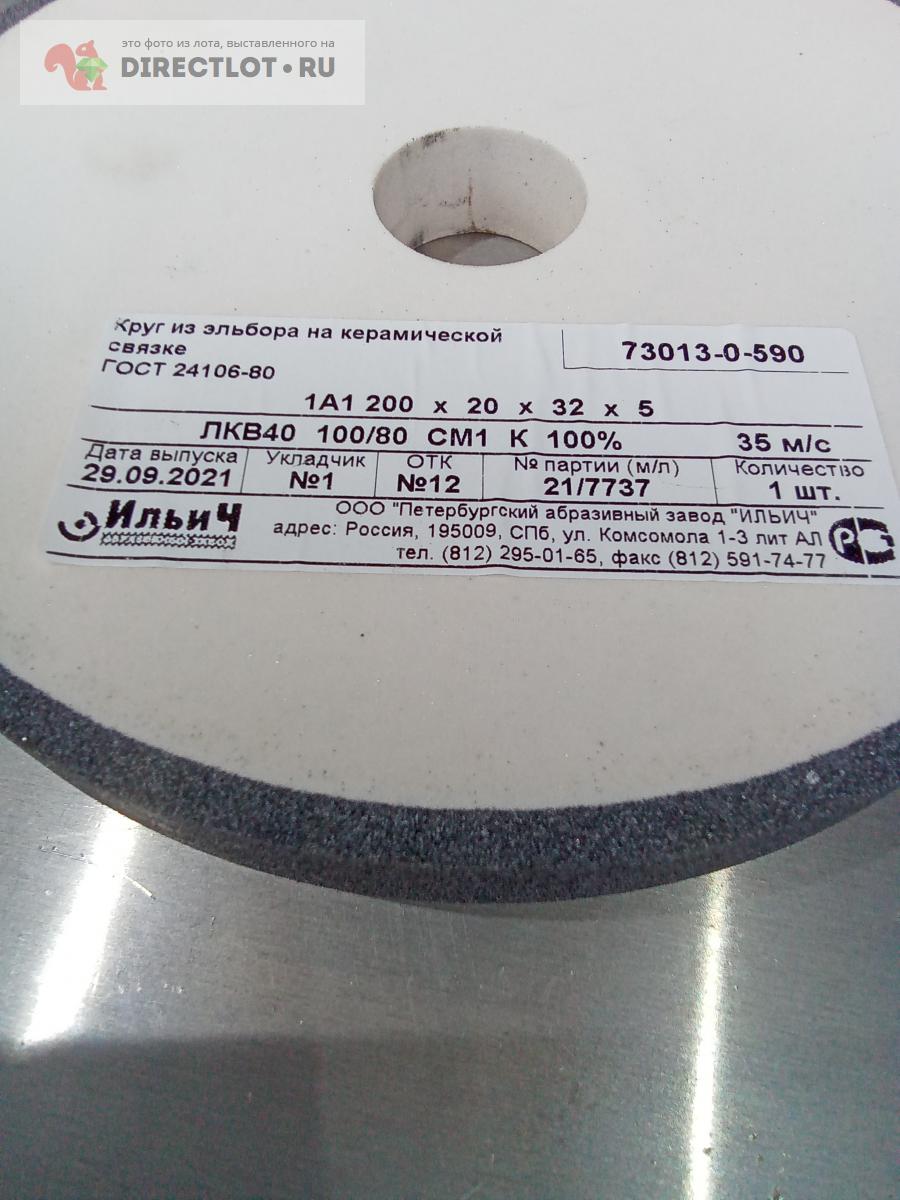 это фото из лота, выставленного на
DIRECTLOT•RU
Круг из эльбора на керамической
связке
ГОСТ 24106-80
73013-0-590
1А1 200 х 20 х 32 х 5
ЛКВ40 100/80 СМ1 К 100% 35 м/с
Дата выпуска Укладчик ОТК № партии (м/л) Количество
29.09.2021 №1 №12 21/7737 1 шт.
ИЛЬИЧ
ООО "Петербургский абразивный завод "ИЛЬИЧ"
адрес: Россия, 195009, СПб, ул. Комсомола 1-3 лит АЛ
тел. (812) 295-01-65, факс (812) 591-74-77